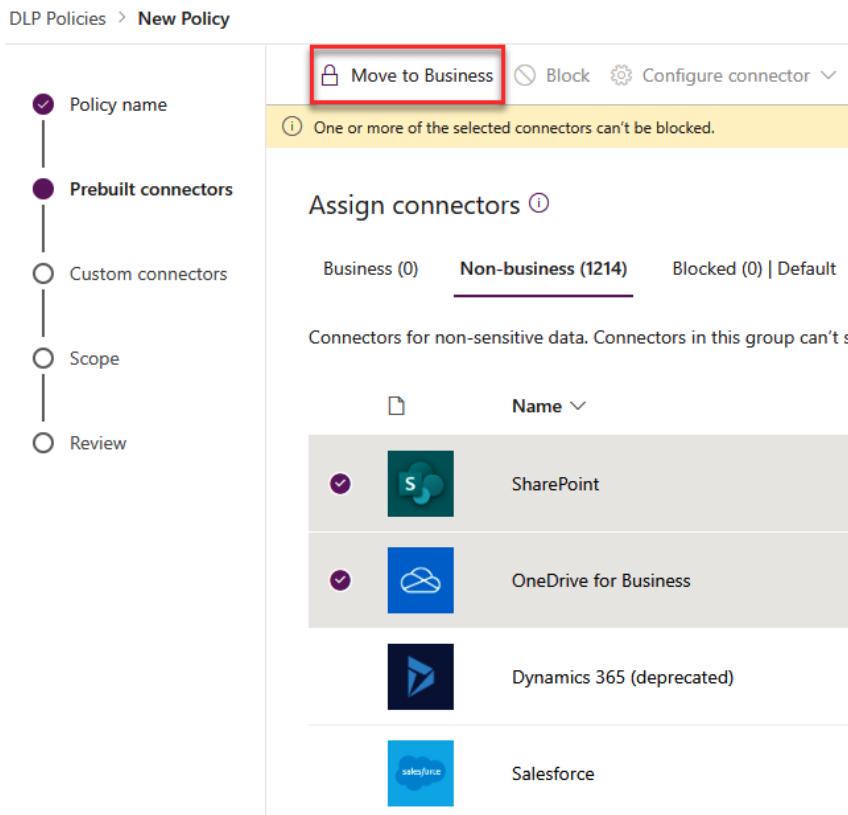 DLP Policies > New Policy
Move to Business Block Configure connector
One or more of the selected connectors can't be blocked.
Policy name
Prebuilt connectors
Custom connectors
Scope
Review
Assign connectors
Business (0) Non-business (1214) Blocked (0) | Default
Connectors for non-sensitive data. Connectors in this group can't s
Name
S
SharePoint
OneDrive for Business
Dynamics 365 (deprecated)
salesforce
Salesforce